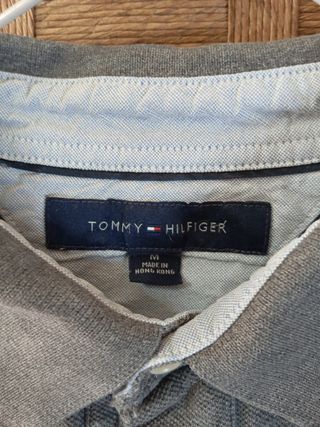 TOMMY HILFIGER
M
MADE IN
HONG KONG